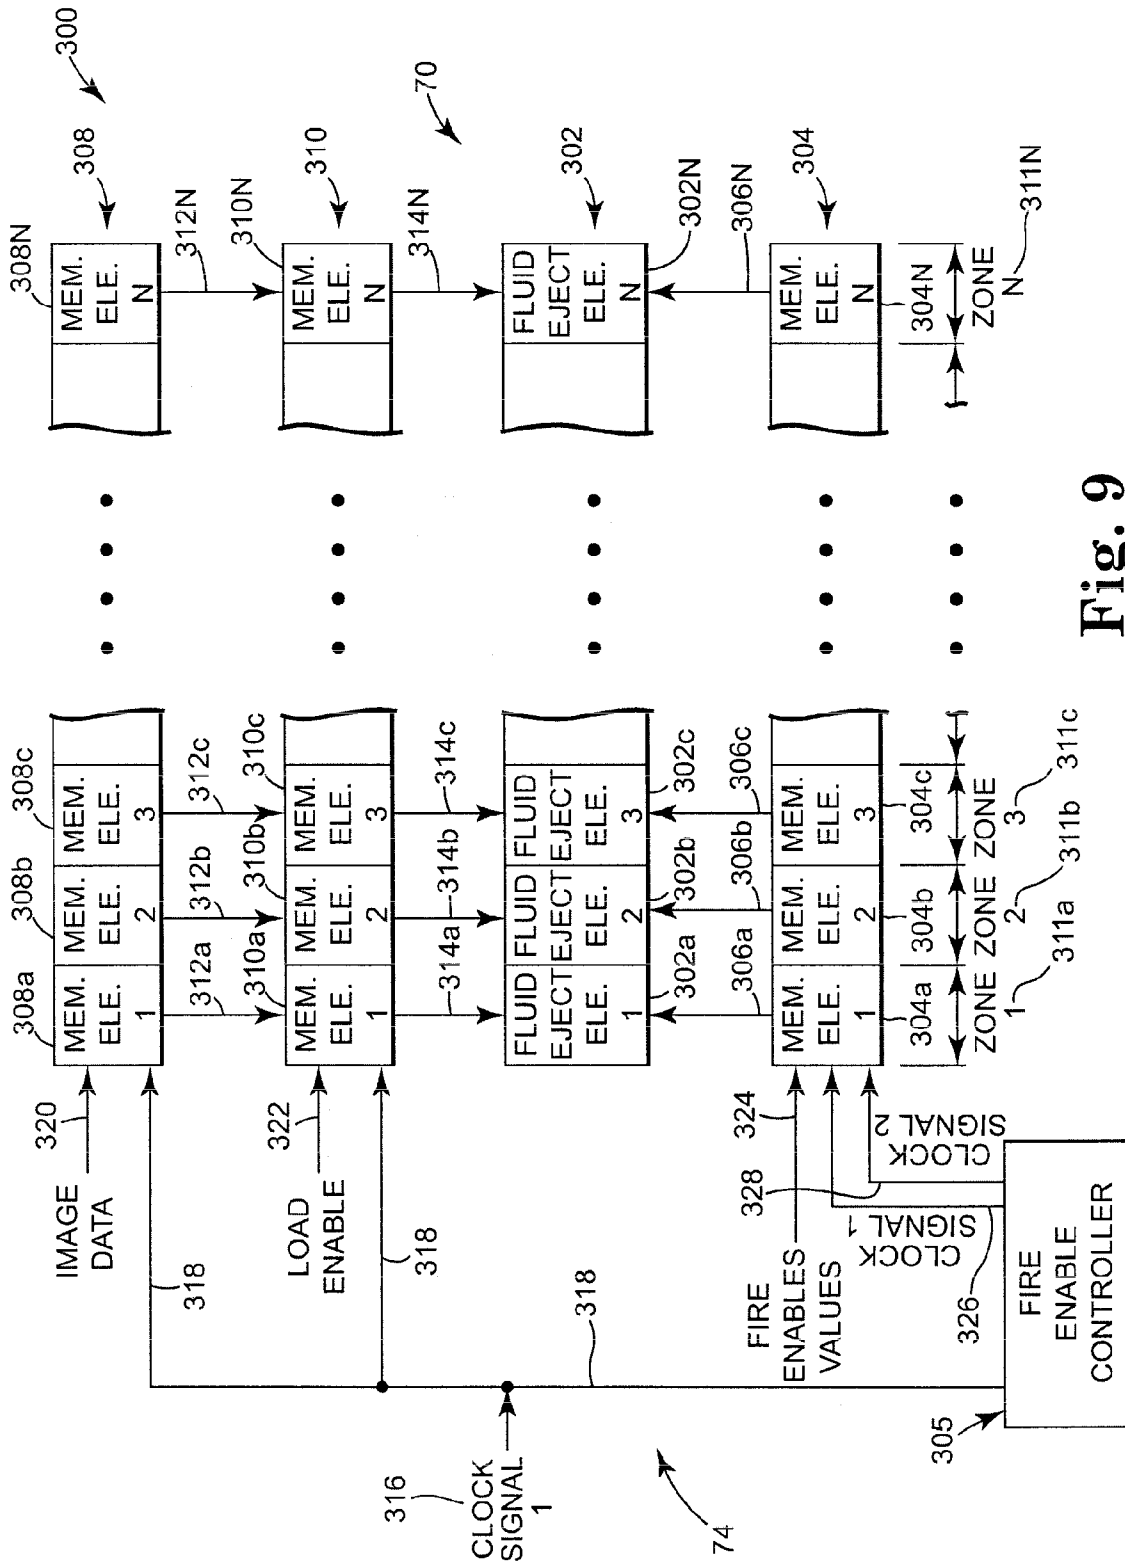 300
308
308N
MEM.
ELE.
N
312N
308a
308b
308c
MEM.
ELE.
1
MEM.
ELE.
2
MEM.
ELE.
3
IMAGE
DATA
320
318
312a
312b
312c
310
310N
MEM.
ELE.
N
314N
310a
310b
310c
MEM.
ELE.
1
MEM.
ELE.
2
MEM.
ELE.
3
LOAD
ENABLE
322
318
314a
314b
314c
70
302
FLUID
EJECT
ELE.
N
302N
FLUID
EJECT
ELE.
1
FLUID
EJECT
ELE.
2
FLUID
EJECT
ELE.
3
302a
302b
302c
316
CLOCK
SIGNAL
1
318
306a
306b
306c
306N
304
MEM.
ELE.
1
MEM.
ELE.
2
MEM.
ELE.
3
MEM.
ELE.
N
FIRE
ENABLES
VALUES
324
304a
304b
304c
304N
ZONE
1
ZONE
2
ZONE
3
ZONE
N
311a
311b
311c
311N
326
CLOCK
SIGNAL 1
328
CLOCK
SIGNAL 2
74
305
FIRE
ENABLE
CONTROLLER
Fig. 9